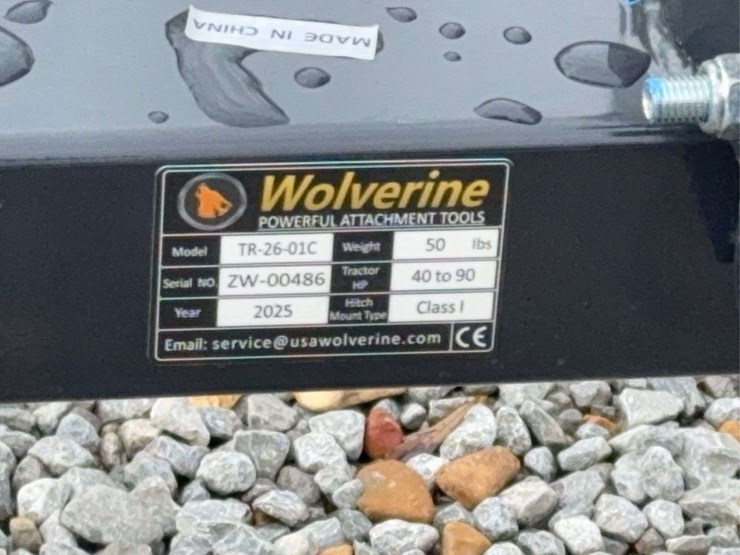 MADE IN CHINA
Wolverine
POWERFUL ATTACHMENT TOOLS
Model TR-26-01C Weight 50 lbs
Serial NO. ZW-00486 Tractor HP 40 to 90
Year 2025 Hitch Mount Type Class I
Email: service@usawolverine.com CE